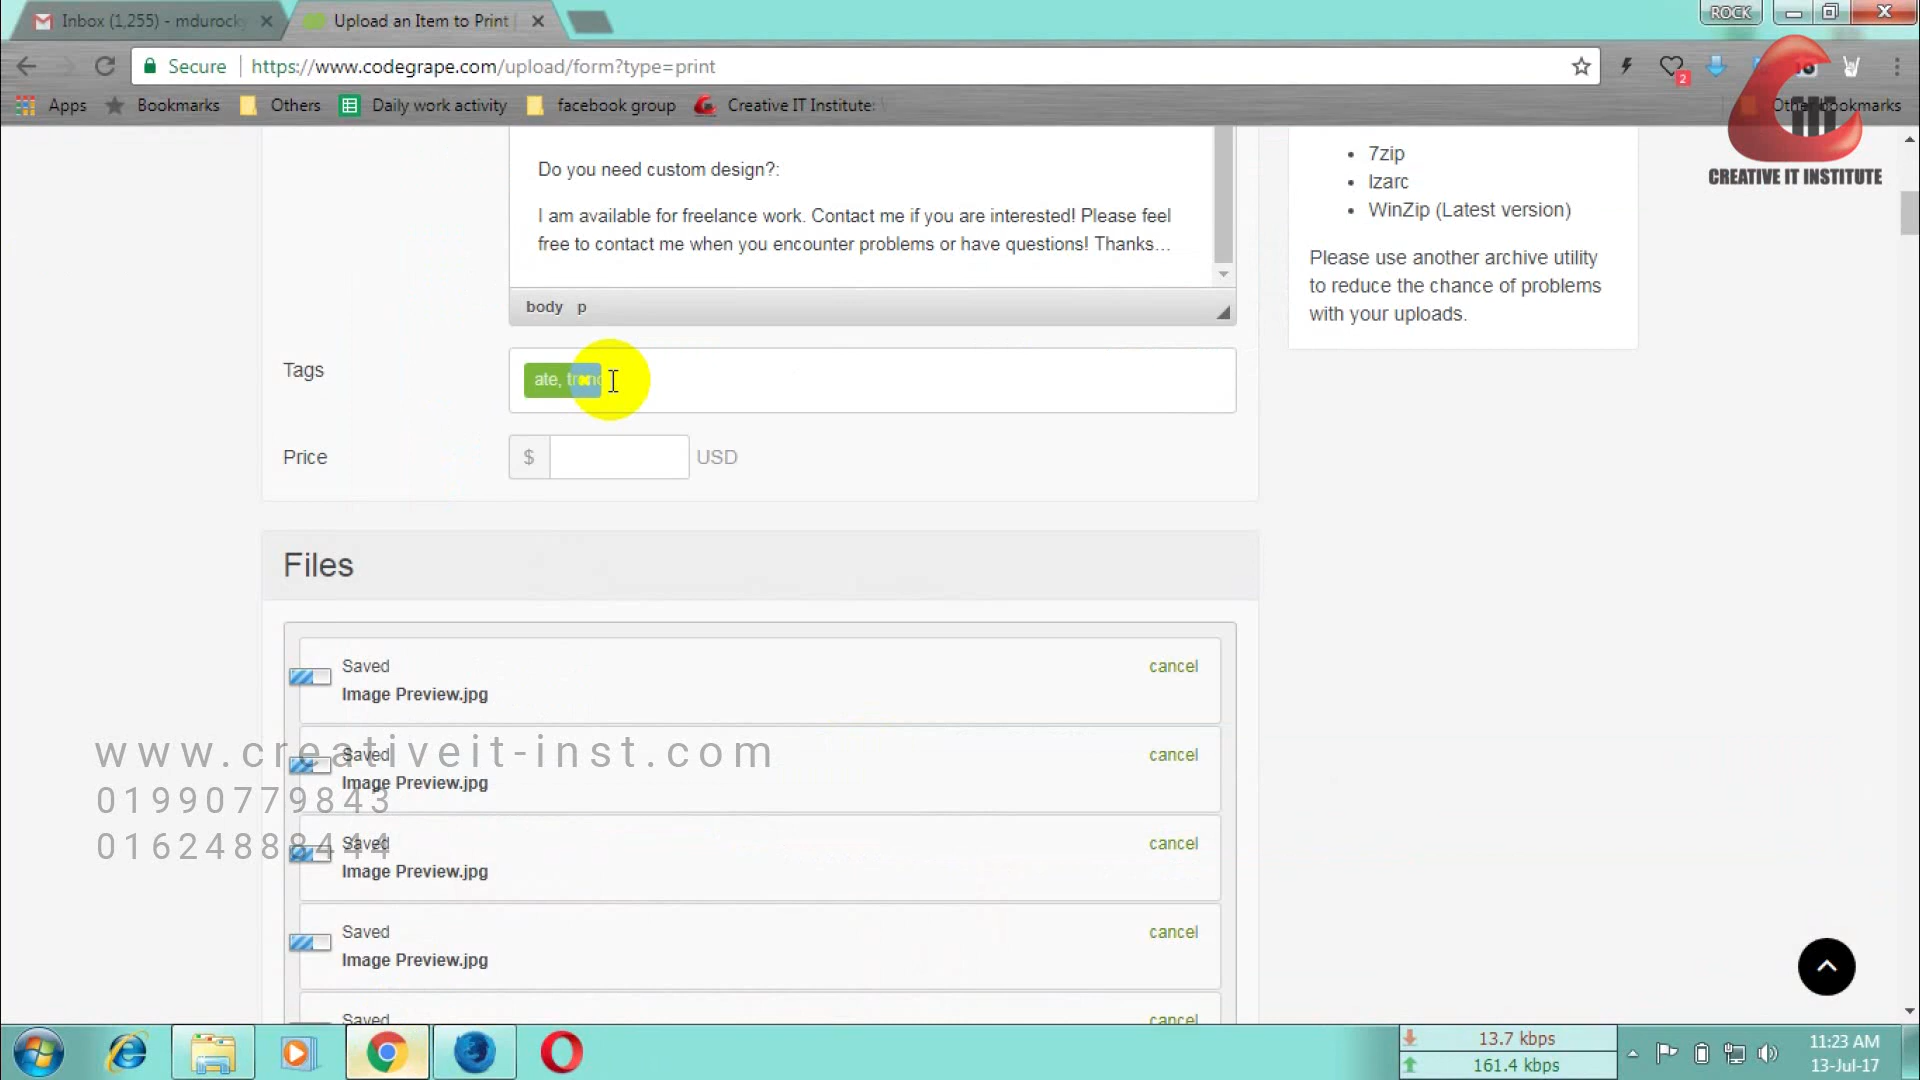 Inbox (1,255) - mdurocky
Upload an Item to Print
ROCK
Secure
https://www.codegrape.com/upload/form?type=print
2
Apps
Bookmarks
Others
Daily work activity
facebook group
Creative IT Institute:
Other bookmarks
CREATIVE IT INSTITUTE
Do you need custom design?:
I am available for freelance work. Contact me if you are interested! Please feel
free to contact me when you encounter problems or have questions! Thanks...
body p
7zip
Izarc
WinZip (Latest version)
Please use another archive utility
to reduce the chance of problems
with your uploads.
Tags
ate,
Price
$
USD
Files
Saved
cancel
Image Preview.jpg
www.creativeit-inst.com
Saved
cancel
Image Preview.jpg
01990779843
Saved
cancel
01624888444
Image Preview.jpg
Saved
cancel
Image Preview.jpg
Saved
cancel
13.7 kbps
161.4 kbps
11:23 AM
13-Jul-17